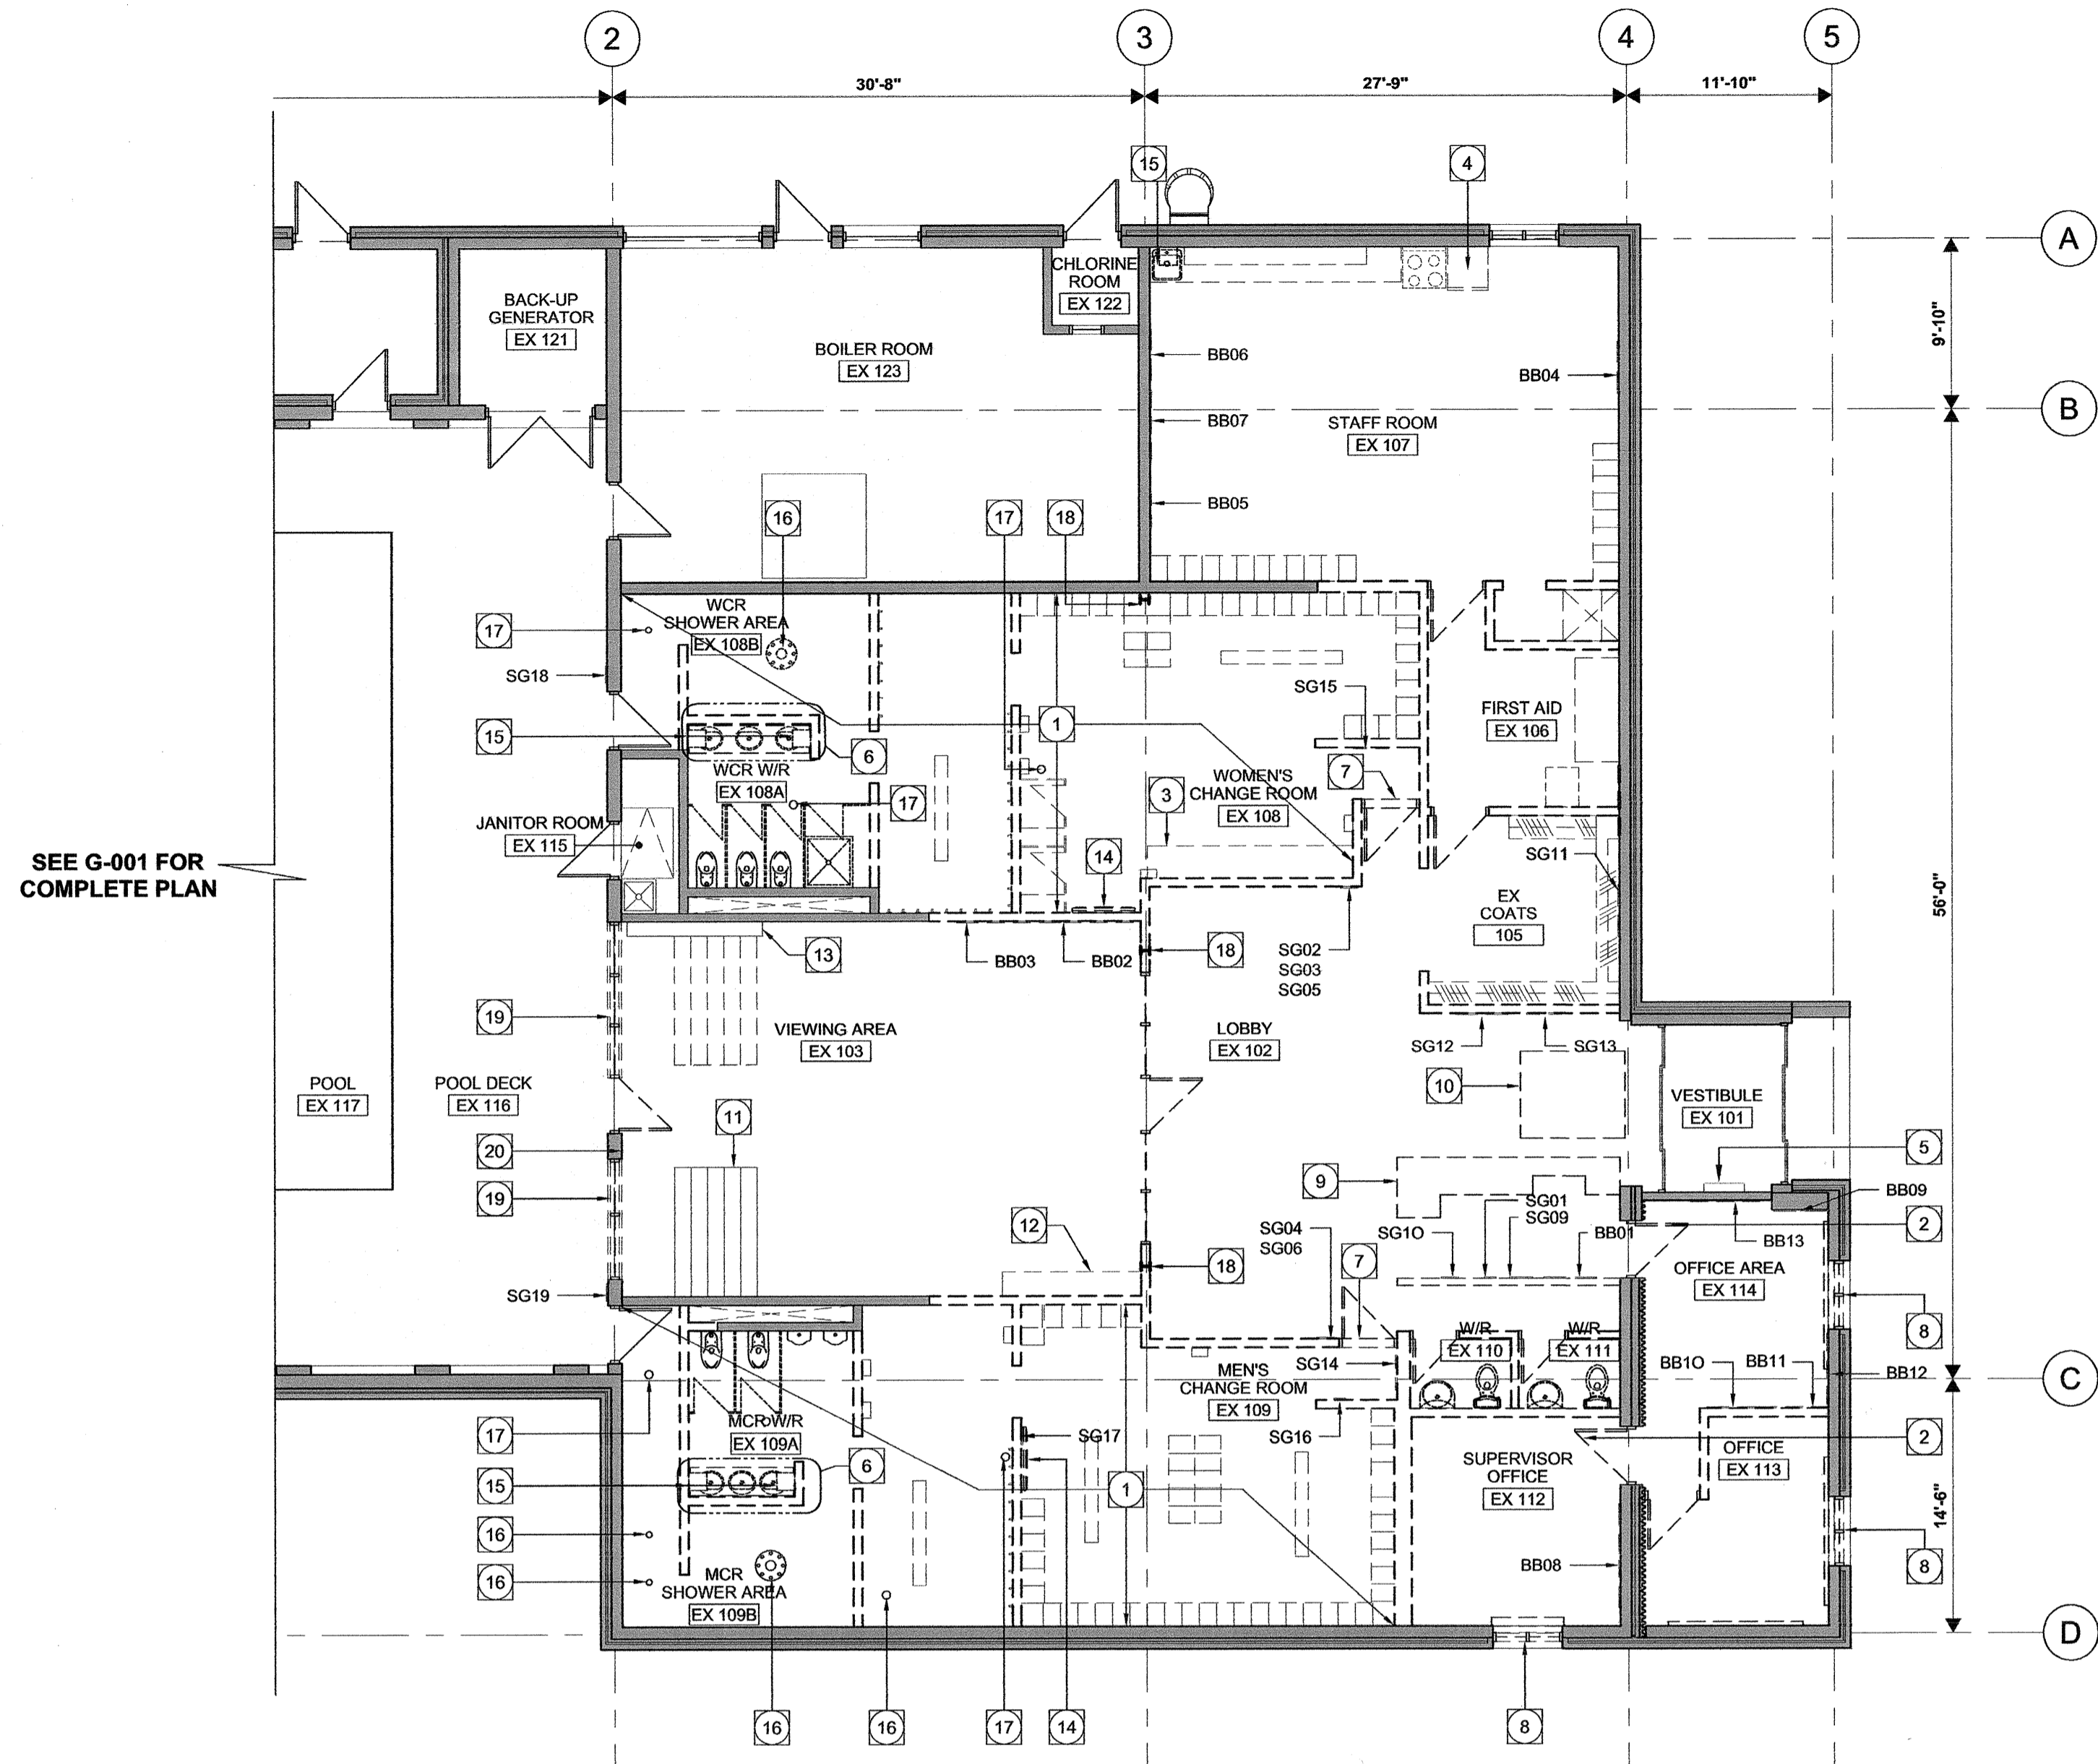 2
3
4
5
30'-8"
27'-9"
11'-10"
15
4
A
CHLORINE
ROOM
EX 122
BACK-UP
GENERATOR
EX 121
9'-10"
BOILER ROOM
EX 123
BB06
BB04
B
BB07
STAFF ROOM
EX 107
BB05
16
17
18
WCR
SHOWER AREA
EX 108B
17
SG18
SG15
FIRST AID
EX 106
15
1
6
WCR W/R
EX 108A
7
WOMEN'S
CHANGE ROOM
EX 108
3
17
JANITOR ROOM
EX 115
14
SG11
SEE G-001 FOR
COMPLETE PLAN
EX
COATS
105
56'-0"
13
BB03
BB02
18
SG02
SG03
SG05
19
VIEWING AREA
EX 103
LOBBY
EX 102
SG12
SG13
POOL
EX 117
POOL DECK
EX 116
10
VESTIBULE
EX 101
11
20
5
9
19
SG01
SG09
BB09
12
SG04
SG06
SG1O
BB01
2
BB13
7
18
OFFICE AREA
EX 114
SG19
8
W/R
EX 110
W/R
EX 111
SG14
MEN'S
CHANGE ROOM
EX 109
BB1O
BB11
BB12
C
17
MCR W/R
EX 109A
SG17
SG16
2
6
SUPERVISOR
OFFICE
EX 112
OFFICE
EX 113
15
1
14'-6"
16
16
BB08
8
MCR
SHOWER AREA
EX 109B
D
16
16
17
14
8